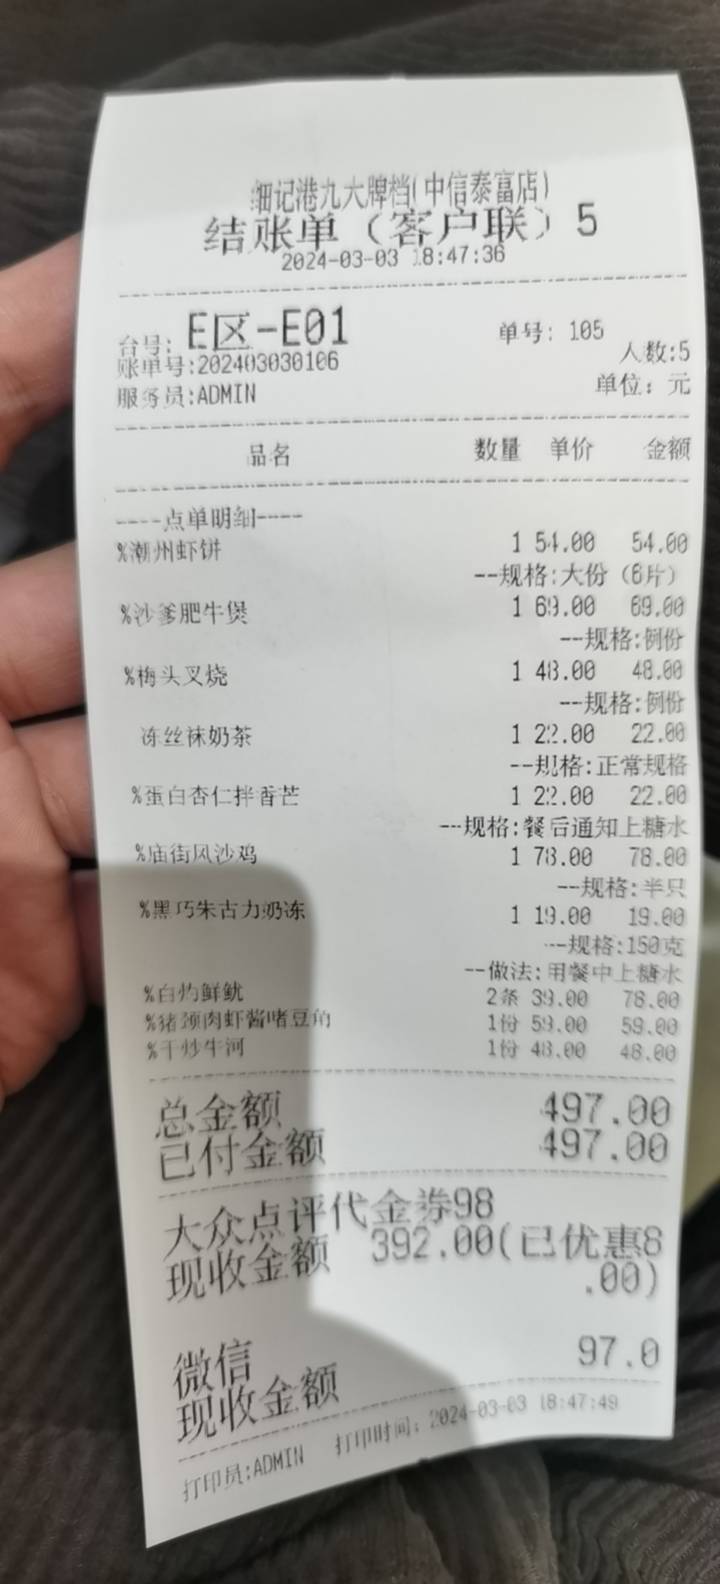 细记港九大牌档(中信泰富店)
结账单(客户联)5
2024-03-03 18:47:36
台号: E区-E01 单号: 105
账单号:202403030106 人数:5
服务员:ADMIN 单位: 元
品名 数量 单价 金额
----点单明细----
%潮州虾饼 1 54.00 54.00
--规格:大份(6片)
%沙爹肥牛煲 1 69.00 69.00
--规格:例份
%梅头叉烧 1 48.00 48.00
--规格:例份
冻丝袜奶茶 1 22.00 22.00
--规格:正常规格
%蛋白杏仁拌香芒 1 22.00 22.00
--规格:餐后通知上糖水
%庙街风沙鸡 1 78.00 78.00
--规格:半只
%黑巧朱古力奶冻 1 19.00 19.00
--规格:150克
--做法:用餐中上糖水
%白灼鲜鱿 2条 39.00 78.00
%猪颈肉虾酱啫豆角 1份 59.00 59.00
%干炒牛河 1份 48.00 48.00
总金额 497.00
已付金额 497.00
大众点评代金券98
现收金额 392.00(已优惠8
.00)
微信 97.0
现收金额
打印员:ADMIN 打印时间: 2024-03-03 18:47:49